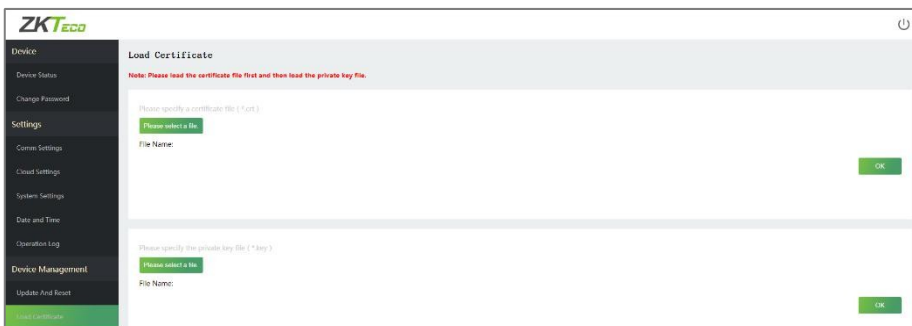 ZKTECO
Device
Load Certificate
Device Status
Note: Please load the certificate file first and then load the private key file.
Change Password
Please specify a certificate file ( *.crt )
Settings
Please select a file
File Name:
Comm Settings
OK
Cloud Settings
System Settings
Date and Time
Operation Log
Please specify the private key file ( *.key )
Device Management
Please select a file
File Name:
Update And Reset
OK
Load Certificate